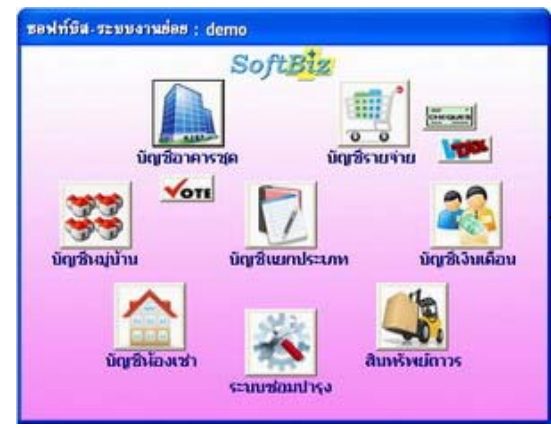 ซอฟท์บิส-ระบบงานย่อย : demo
SoftBiz
บัญชีอาคารชุด
บัญชีรายจ่าย
CHEQUES
VOTE
บัญชีหมู่บ้าน
บัญชีแยกประเภท
บัญชีเงินเดือน
บัญชีห้องเช่า
ระบบซ่อมบำรุง
สินทรัพย์ถาวร